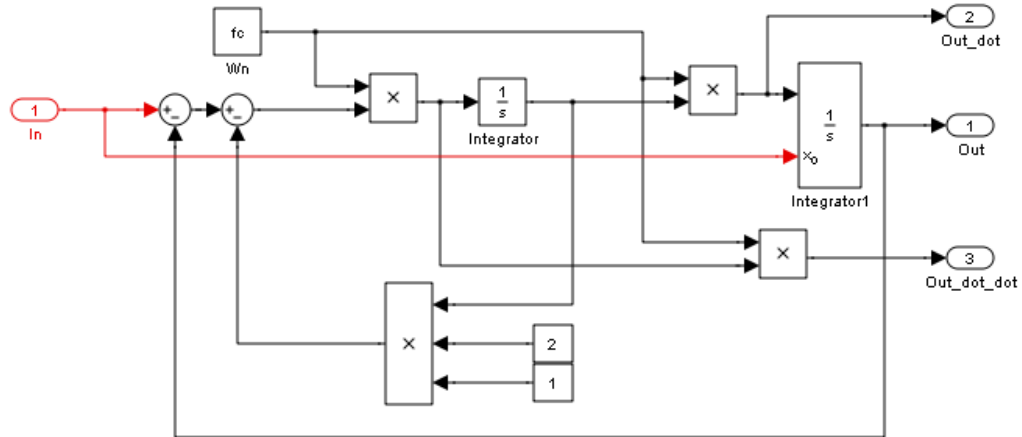 fc
Wn
2
Out_dot
1
In
×
1
s
Integrator
×
1
s
x₀
Integrator1
1
Out
×
3
Out_dot_dot
×
2
1
+
−
+
−